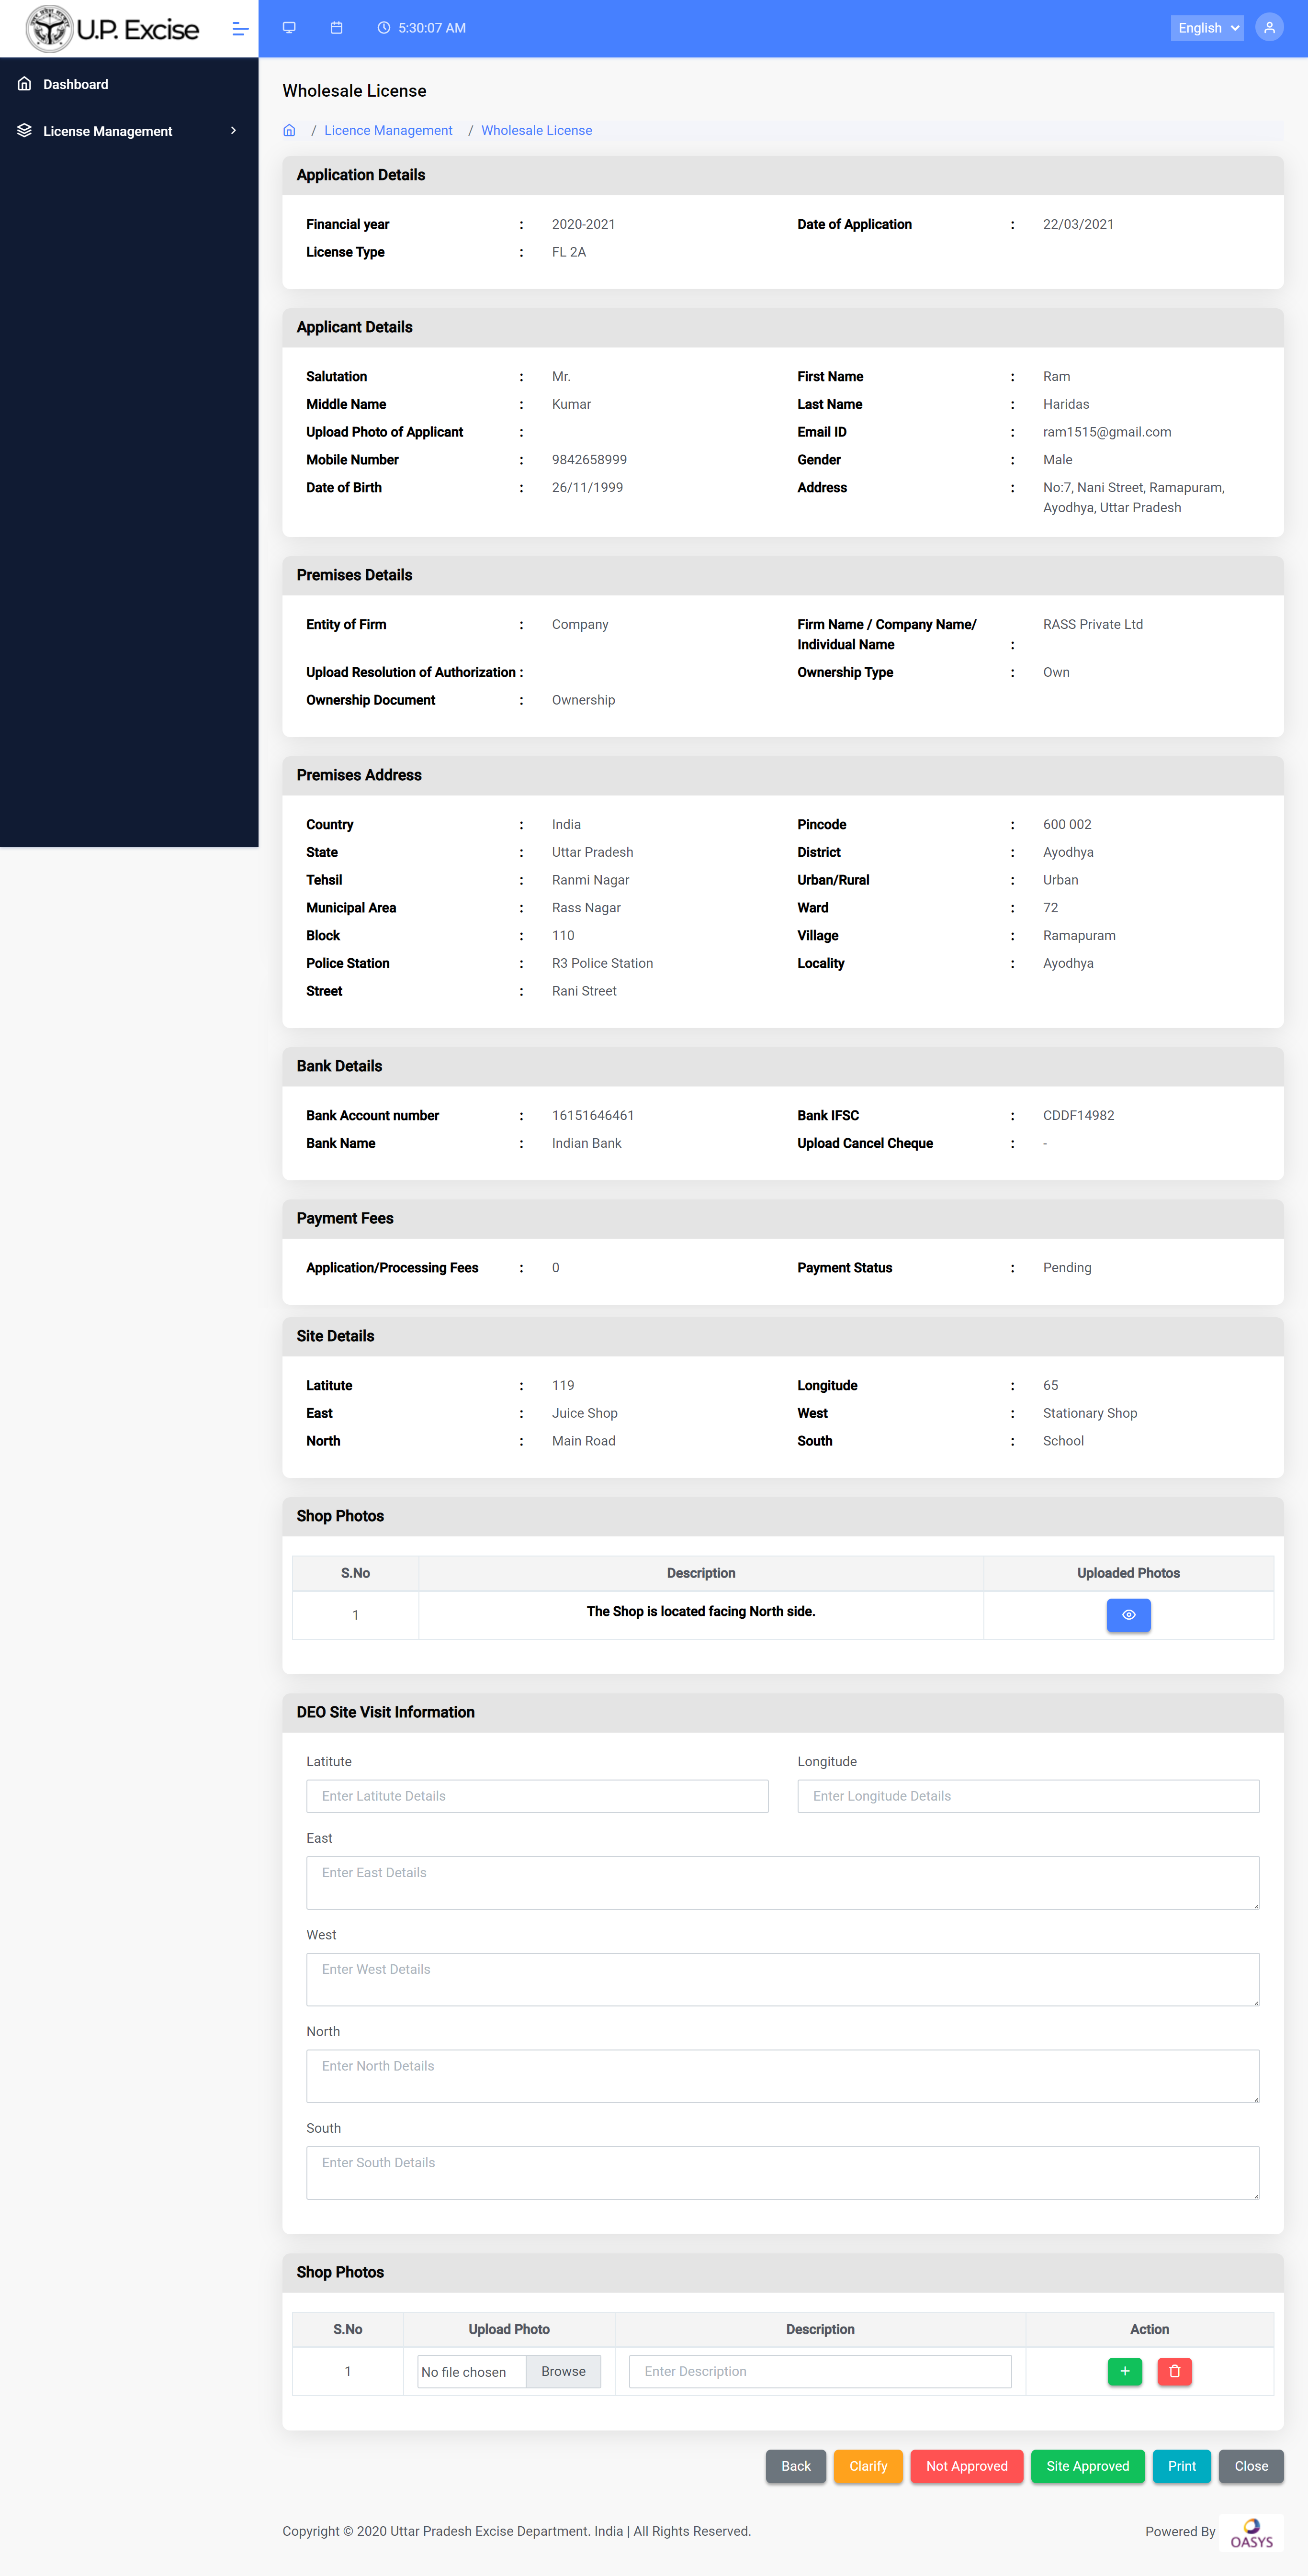 U.P. Excise
5:30:07 AM
English
Dashboard
License Management
Wholesale License
/ Licence Management / Wholesale License
Application Details
Financial year : 2020-2021 Date of Application : 22/03/2021
License Type : FL 2A
Applicant Details
Salutation : Mr. First Name : Ram
Middle Name : Kumar Last Name : Haridas
Upload Photo of Applicant : Email ID : ram1515@gmail.com
Mobile Number : 9842658999 Gender : Male
Date of Birth : 26/11/1999 Address : No:7, Nani Street, Ramapuram,
Ayodhya, Uttar Pradesh
Premises Details
Entity of Firm : Company Firm Name / Company Name/ RASS Private Ltd
Individual Name :
Upload Resolution of Authorization : Ownership Type : Own
Ownership Document : Ownership
Premises Address
Country : India Pincode : 600 002
State : Uttar Pradesh District : Ayodhya
Tehsil : Ranmi Nagar Urban/Rural : Urban
Municipal Area : Rass Nagar Ward : 72
Block : 110 Village : Ramapuram
Police Station : R3 Police Station Locality : Ayodhya
Street : Rani Street
Bank Details
Bank Account number : 16151646461 Bank IFSC : CDDF14982
Bank Name : Indian Bank Upload Cancel Cheque : -
Payment Fees
Application/Processing Fees : 0 Payment Status : Pending
Site Details
Latitute : 119 Longitude : 65
East : Juice Shop West : Stationary Shop
North : Main Road South : School
Shop Photos
S.No Description Uploaded Photos
1 The Shop is located facing North side.
DEO Site Visit Information
Latitute Longitude
Enter Latitute Details Enter Longitude Details
East
Enter East Details
West
Enter West Details
North
Enter North Details
South
Enter South Details
Shop Photos
S.No Upload Photo Description Action
1 No file chosen Browse Enter Description +
Back Clarify Not Approved Site Approved Print Close
Copyright © 2020 Uttar Pradesh Excise Department. India | All Rights Reserved. Powered By OASYS